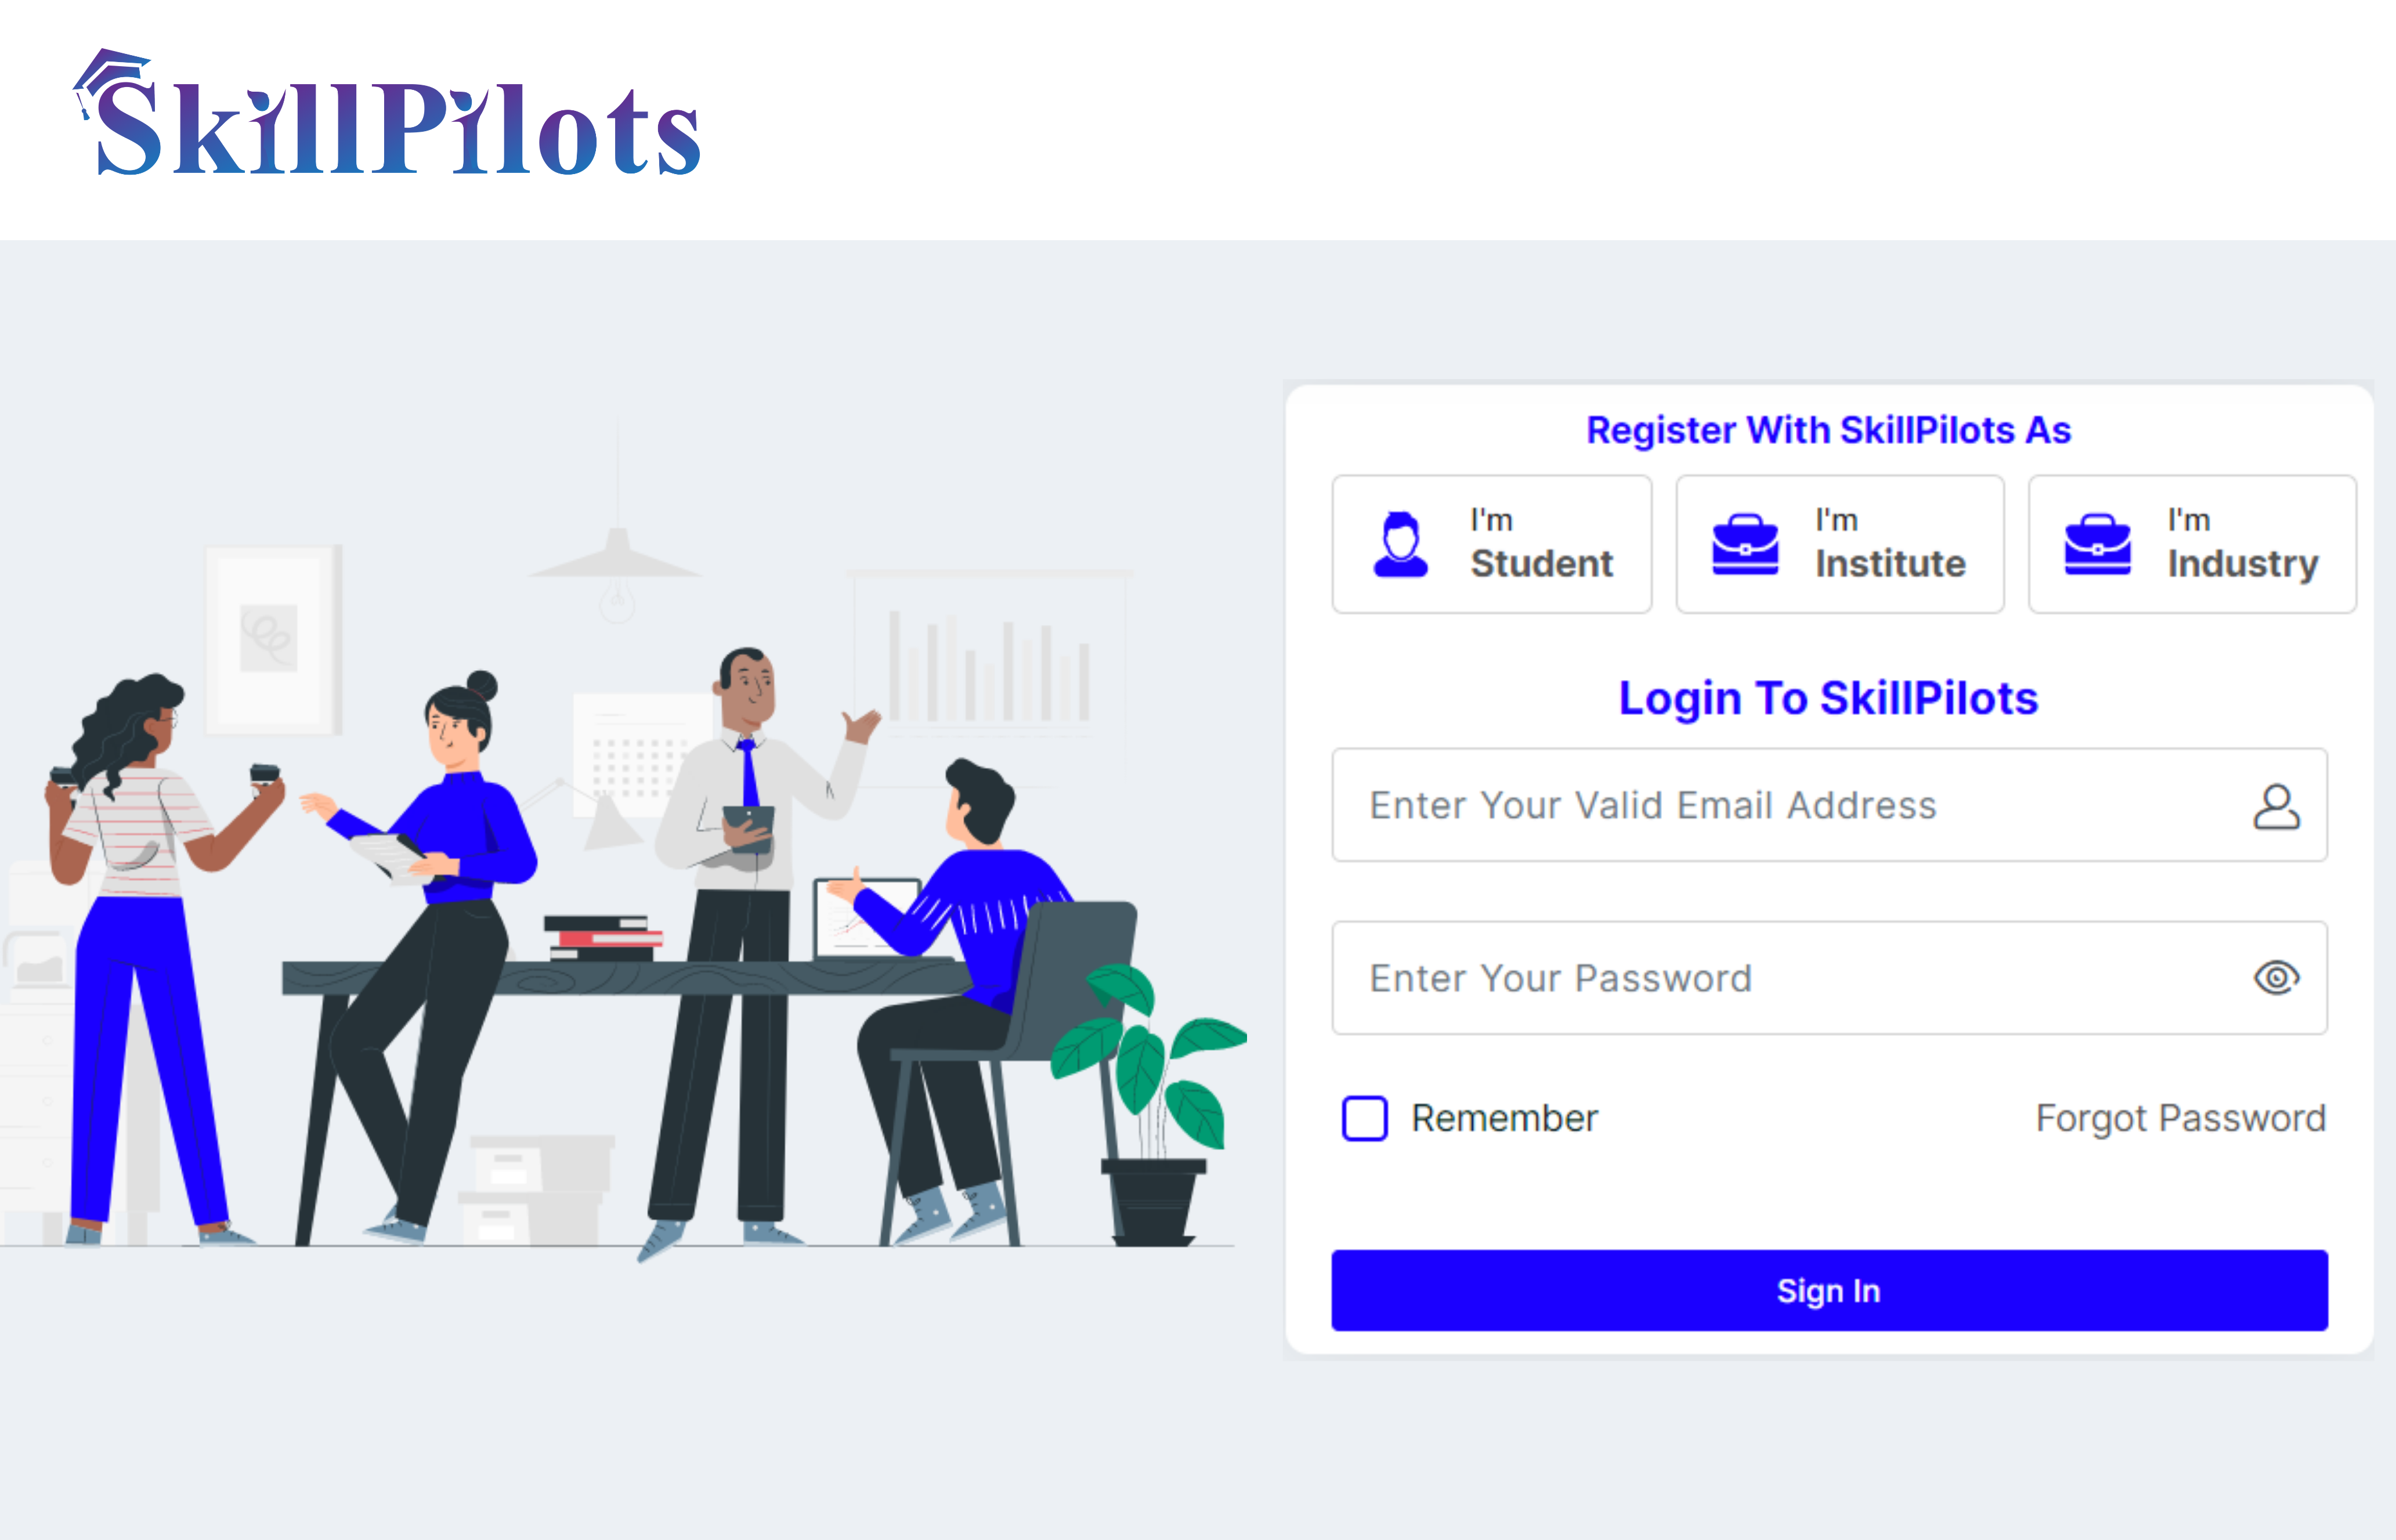 SkillPilots
Register With SkillPilots As
I'm
Student
I'm
Institute
I'm
Industry
Login To SkillPilots
Enter Your Valid Email Address
Enter Your Password
Remember
Forgot Password
Sign In